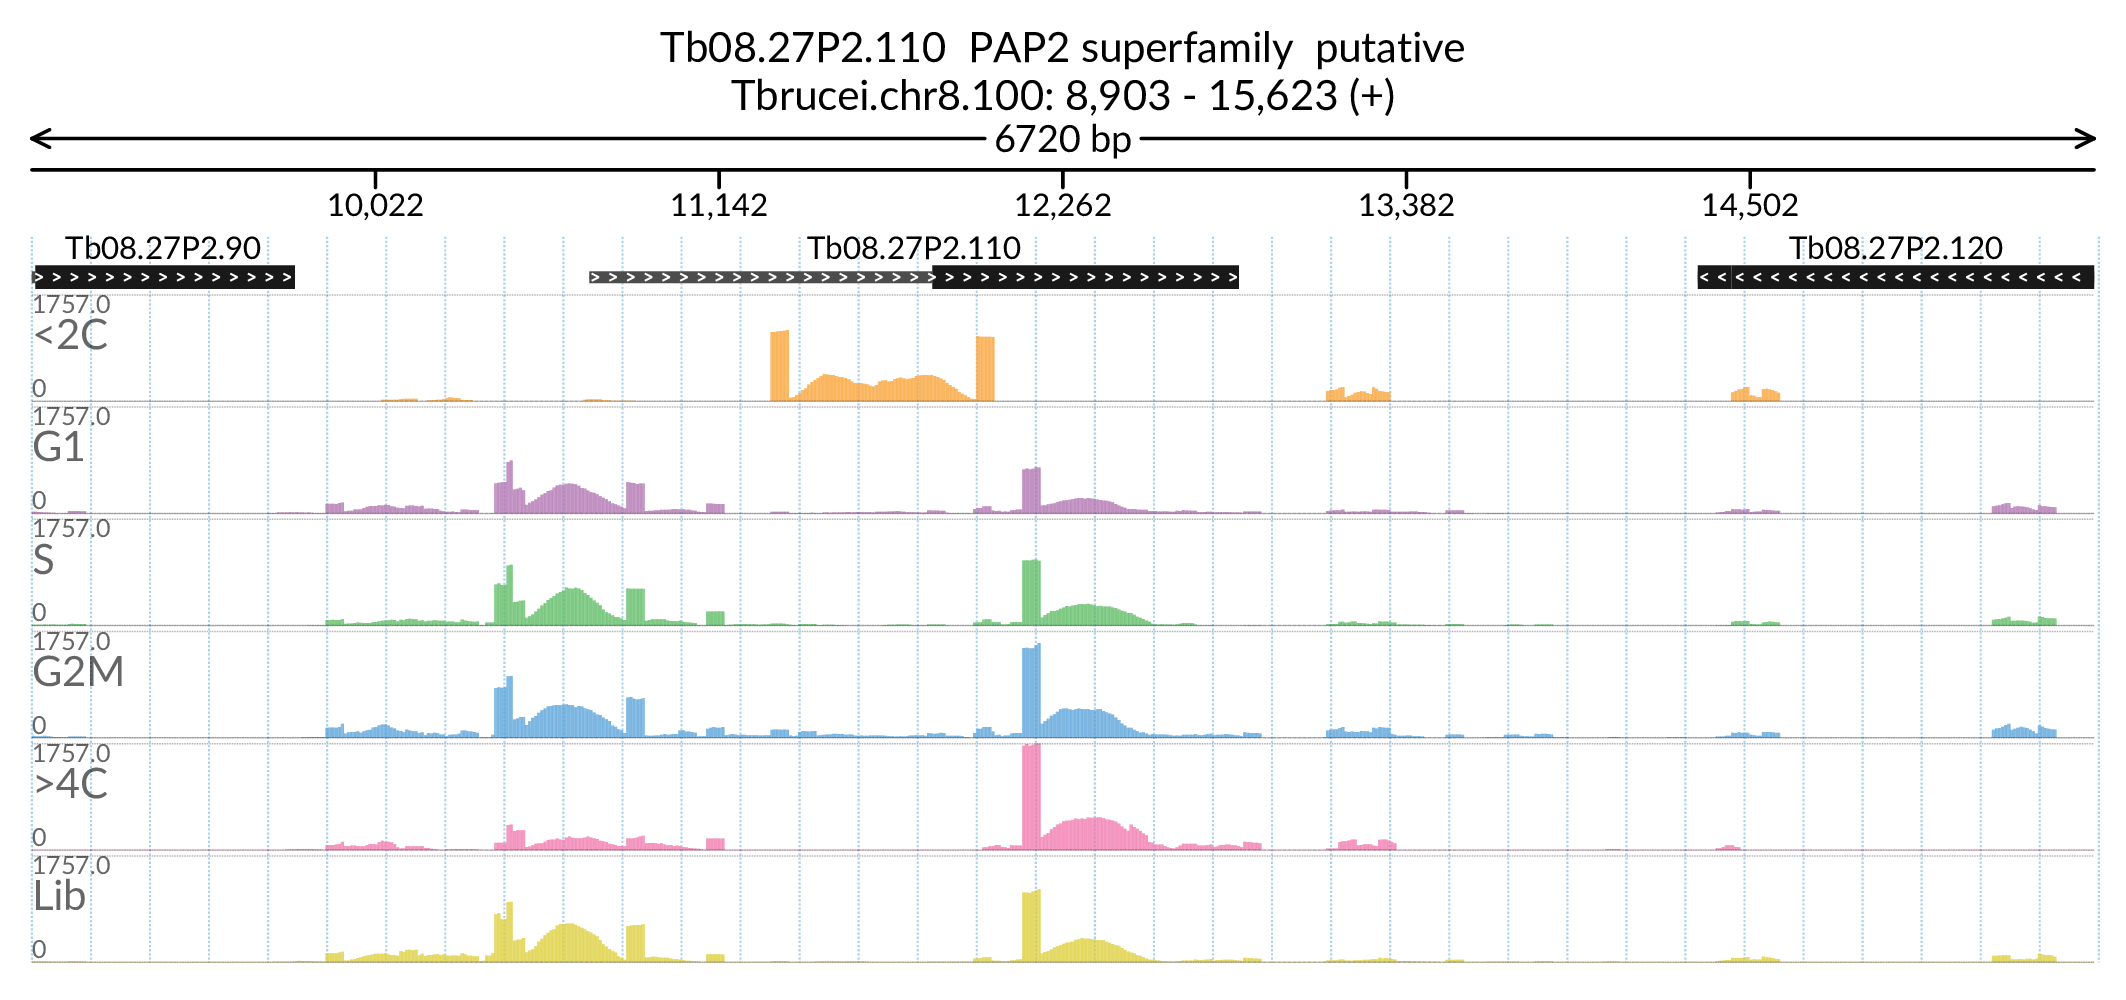 Tb08.27P2.110  PAP2 superfamily  putative
Tbrucei.chr8.100: 8,903 - 15,623 (+)
6720 bp
10,022 11,142 12,262 13,382 14,502
Tb08.27P2.90 Tb08.27P2.110 Tb08.27P2.120
1757.0
<2C
0
1757.0
G1
0
1757.0
S
0
1757.0
G2M
0
1757.0
>4C
0
1757.0
Lib
0